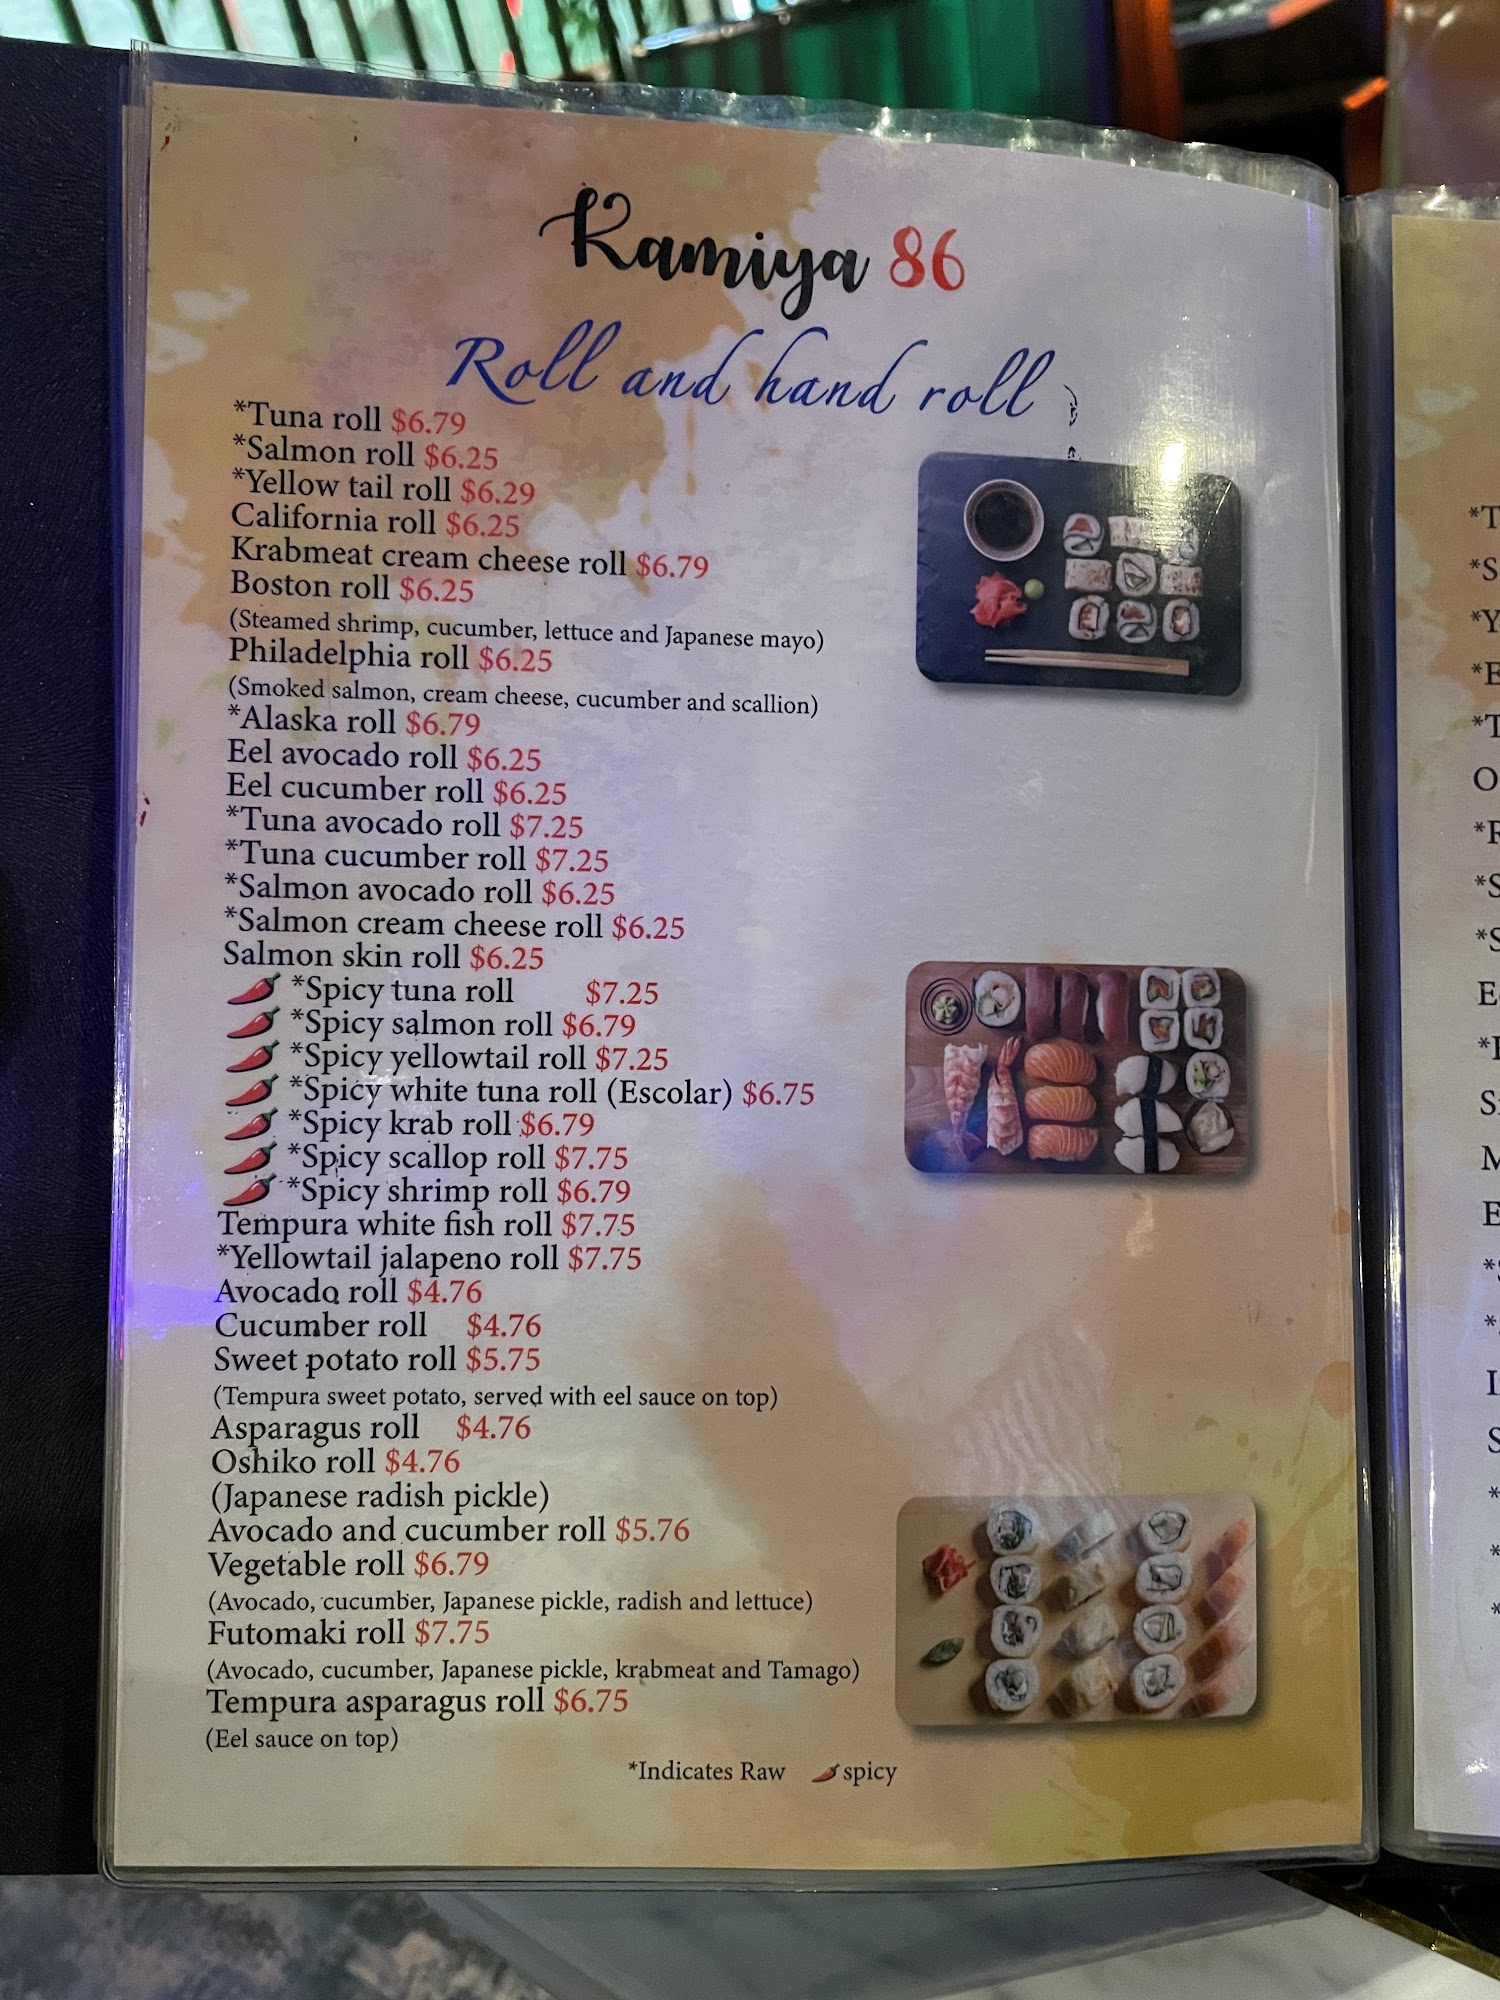 Kamiya 86
Roll and hand roll
*Tuna roll $6.79
*Salmon roll $6.25
*Yellow tail roll $6.29
California roll $6.25
Krabmeat cream cheese roll $6.79
Boston roll $6.25
(Steamed shrimp, cucumber, lettuce and Japanese mayo)
Philadelphia roll $6.25
(Smoked salmon, cream cheese, cucumber and scallion)
*Alaska roll $6.79
Eel avocado roll $6.25
Eel cucumber roll $6.25
*Tuna avocado roll $7.25
*Tuna cucumber roll $7.25
*Salmon avocado roll $6.25
*Salmon cream cheese roll $6.25
Salmon skin roll $6.25
*Spicy tuna roll $7.25
*Spicy salmon roll $6.79
*Spicy yellowtail roll $7.25
*Spicy white tuna roll (Escolar) $6.75
*Spicy krab roll $6.79
*Spicy scallop roll $7.75
*Spicy shrimp roll $6.79
Tempura white fish roll $7.75
*Yellowtail jalapeno roll $7.75
Avocado roll $4.76
Cucumber roll $4.76
Sweet potato roll $5.75
(Tempura sweet potato, served with eel sauce on top)
Asparagus roll $4.76
Oshiko roll $4.76
(Japanese radish pickle)
Avocado and cucumber roll $5.76
Vegetable roll $6.79
(Avocado, cucumber, Japanese pickle, radish and lettuce)
Futomaki roll $7.75
(Avocado, cucumber, Japanese pickle, krabmeat and Tamago)
Tempura asparagus roll $6.75
(Eel sauce on top)
*Indicates Raw spicy